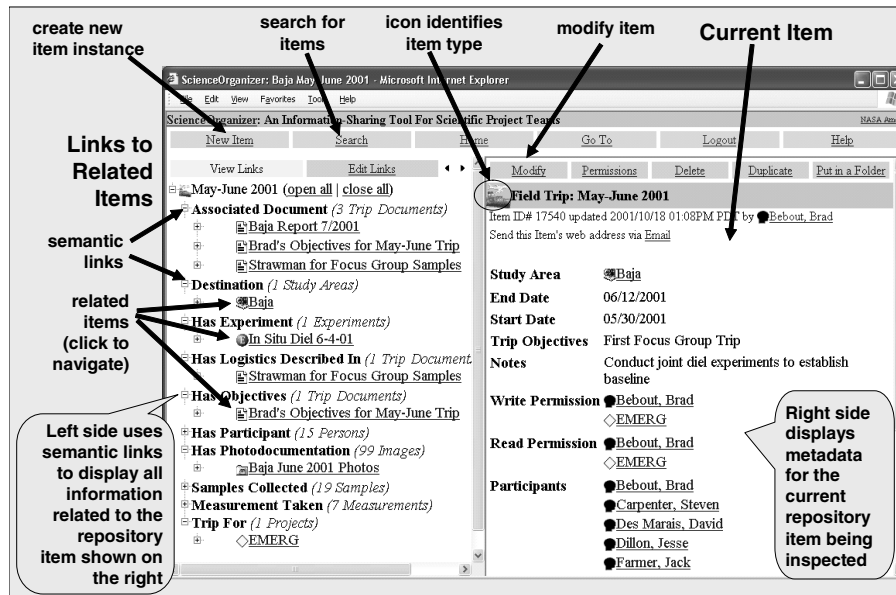 create new
item instance
search for
items
icon identifies
item type
modify item
Current Item
ScienceOrganizer: Baja May-June 2001 - Microsoft Internet Explorer
File Edit View Favorites Tools Help
ScienceOrganizer: An Information-Sharing Tool For Scientific Project Teams
NASA Am
New Item Search Home Go To Logout Help
Links to
Related
Items
View Links Edit Links
May-June 2001 (open all | close all)
Associated Document (3 Trip Documents)
Baja Report 7/2001
Brad's Objectives for May-June Trip
Strawman for Focus Group Samples
Destination (1 Study Areas)
Baja
Has Experiment (1 Experiments)
In Situ Diel 6-4-01
Has Logistics Described In (1 Trip Document
Strawman for Focus Group Samples
Has Objectives (1 Trip Documents)
Brad's Objectives for May-June Trip
Has Participant (15 Persons)
Has Photodocumentation (99 Images)
Baja June 2001 Photos
Samples Collected (19 Samples)
Measurement Taken (7 Measurements)
Trip For (1 Projects)
EMERG
semantic
links
related
items
(click to
navigate)
Left side uses
semantic links
to display all
information
related to the
repository
item shown on
the right
Modify Permissions Delete Duplicate Put in a Folder
Field Trip: May-June 2001
Item ID# 17540 updated 2001/10/18 01:08PM PDT by Bebout, Brad
Send this Item's web address via Email
Study Area Baja
End Date 06/12/2001
Start Date 05/30/2001
Trip Objectives First Focus Group Trip
Notes Conduct joint diel experiments to establish
baseline
Write Permission Bebout, Brad
EMERG
Read Permission Bebout, Brad
EMERG
Participants Bebout, Brad
Carpenter, Steven
Des Marais, David
Dillon, Jesse
Farmer, Jack
Right side
displays
metadata
for the
current
repository
item being
inspected